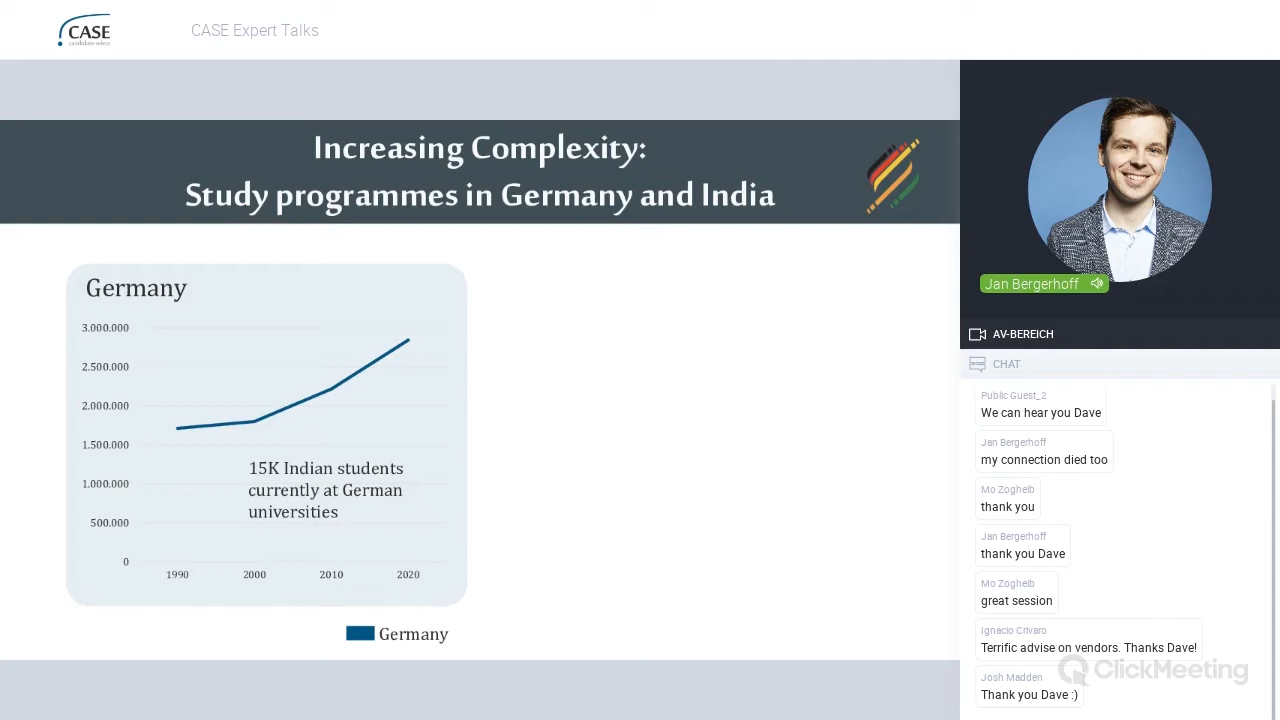 CASE
candidate select
CASE Expert Talks
Increasing Complexity:
Study programmes in Germany and India
Germany
3.000.000
2.500.000
2.000.000
1.500.000
1.000.000
500.000
0
15K Indian students
currently at German
universities
1990 2000 2010 2020
Germany
Jan Bergerhoff
AV-BEREICH
CHAT
Public Guest_2
We can hear you Dave
Jan Bergerhoff
my connection died too
Mo Zogheib
thank you
Jan Bergerhoff
thank you Dave
Mo Zogheib
great session
Ignacio Crivaro
Terrific advise on vendors. Thanks Dave!
ClickMeeting
Josh Madden
Thank you Dave :)